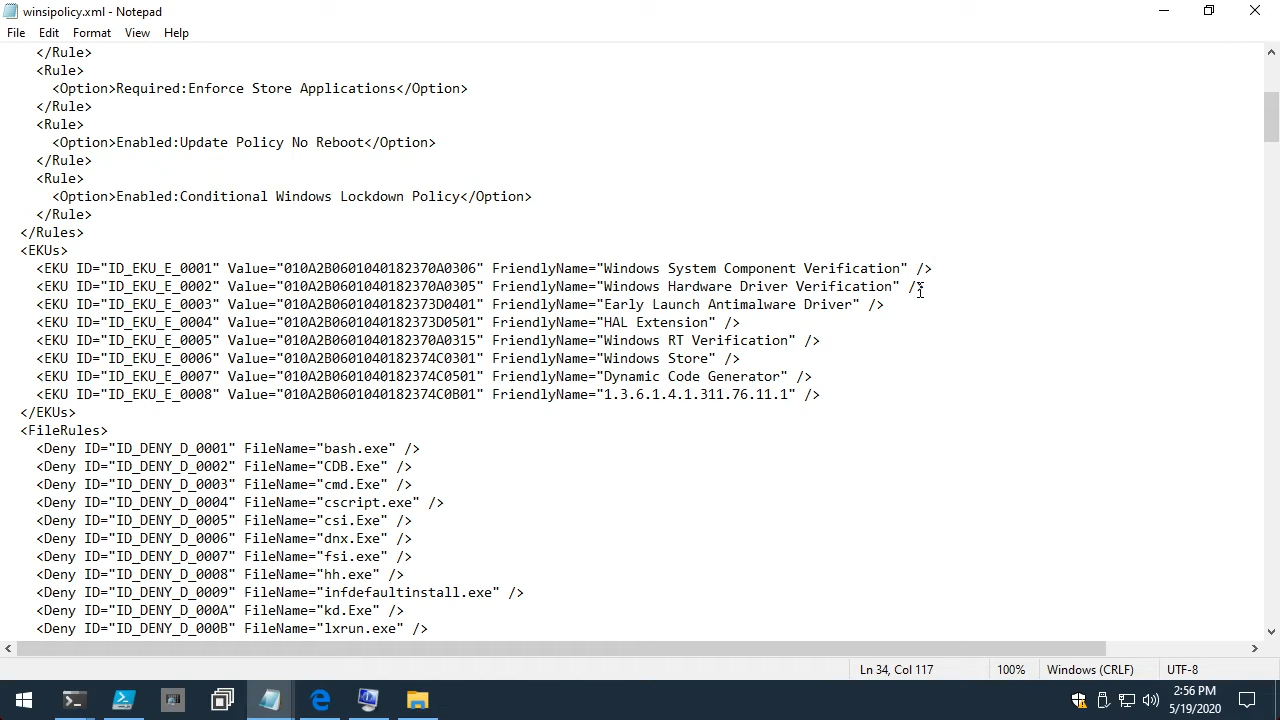 winsipolicy.xml - Notepad
File Edit Format View Help
</Rule>
<Rule>
<Option>Required:Enforce Store Applications</Option>
</Rule>
<Rule>
<Option>Enabled:Update Policy No Reboot</Option>
</Rule>
<Rule>
<Option>Enabled:Conditional Windows Lockdown Policy</Option>
</Rule>
</Rules>
<EKUs>
<EKU ID="ID_EKU_E_0001" Value="010A2B0601040182370A0306" FriendlyName="Windows System Component Verification" />
<EKU ID="ID_EKU_E_0002" Value="010A2B0601040182370A0305" FriendlyName="Windows Hardware Driver Verification" />
<EKU ID="ID_EKU_E_0003" Value="010A2B0601040182373D0401" FriendlyName="Early Launch Antimalware Driver" />
<EKU ID="ID_EKU_E_0004" Value="010A2B0601040182373D0501" FriendlyName="HAL Extension" />
<EKU ID="ID_EKU_E_0005" Value="010A2B0601040182370A0315" FriendlyName="Windows RT Verification" />
<EKU ID="ID_EKU_E_0006" Value="010A2B0601040182374C0301" FriendlyName="Windows Store" />
<EKU ID="ID_EKU_E_0007" Value="010A2B0601040182374C0501" FriendlyName="Dynamic Code Generator" />
<EKU ID="ID_EKU_E_0008" Value="010A2B0601040182374C0B01" FriendlyName="1.3.6.1.4.1.311.76.11.1" />
</EKUs>
<FileRules>
<Deny ID="ID_DENY_D_0001" FileName="bash.exe" />
<Deny ID="ID_DENY_D_0002" FileName="CDB.Exe" />
<Deny ID="ID_DENY_D_0003" FileName="cmd.Exe" />
<Deny ID="ID_DENY_D_0004" FileName="cscript.exe" />
<Deny ID="ID_DENY_D_0005" FileName="csi.Exe" />
<Deny ID="ID_DENY_D_0006" FileName="dnx.Exe" />
<Deny ID="ID_DENY_D_0007" FileName="fsi.exe" />
<Deny ID="ID_DENY_D_0008" FileName="hh.exe" />
<Deny ID="ID_DENY_D_0009" FileName="infdefaultinstall.exe" />
<Deny ID="ID_DENY_D_000A" FileName="kd.Exe" />
<Deny ID="ID_DENY_D_000B" FileName="lxrun.exe" />
Ln 34, Col 117 100% Windows (CRLF) UTF-8
2:56 PM
5/19/2020